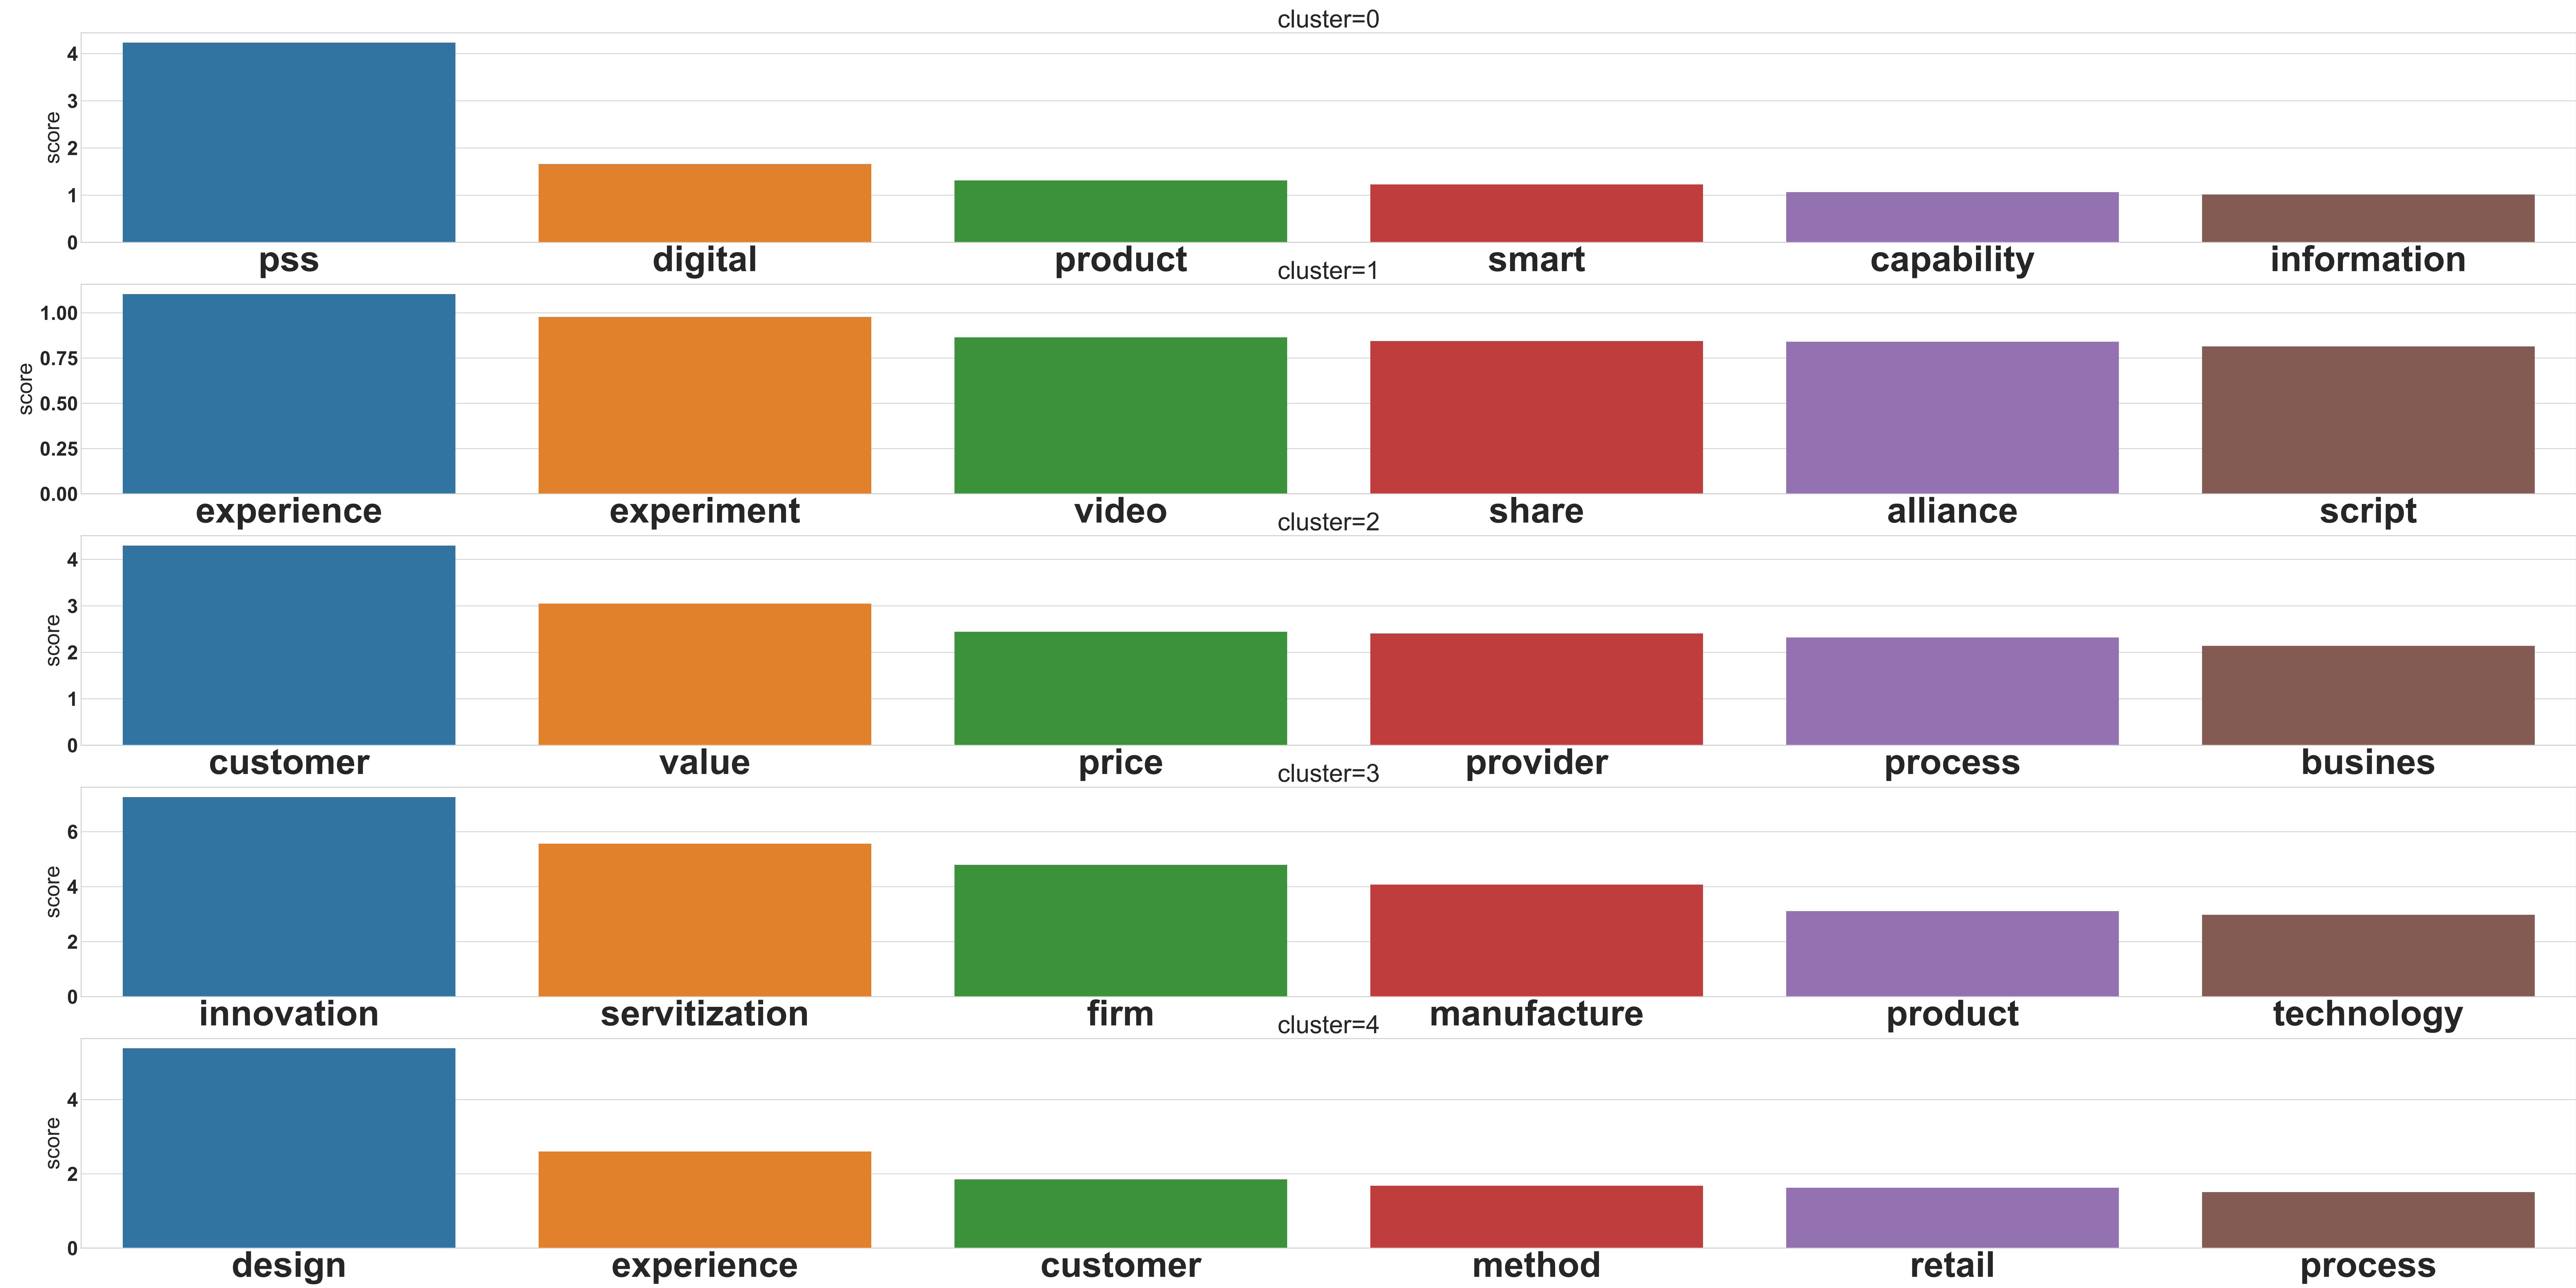 cluster=0
4
3
2
1
0
score
pss digital product smart capability information
cluster=1
1.00
0.75
0.50
0.25
0.00
score
experience experiment video share alliance script
cluster=2
4
3
2
1
0
score
customer value price provider process busines
cluster=3
6
4
2
0
score
innovation servitization firm manufacture product technology
cluster=4
4
2
0
score
design experience customer method retail process